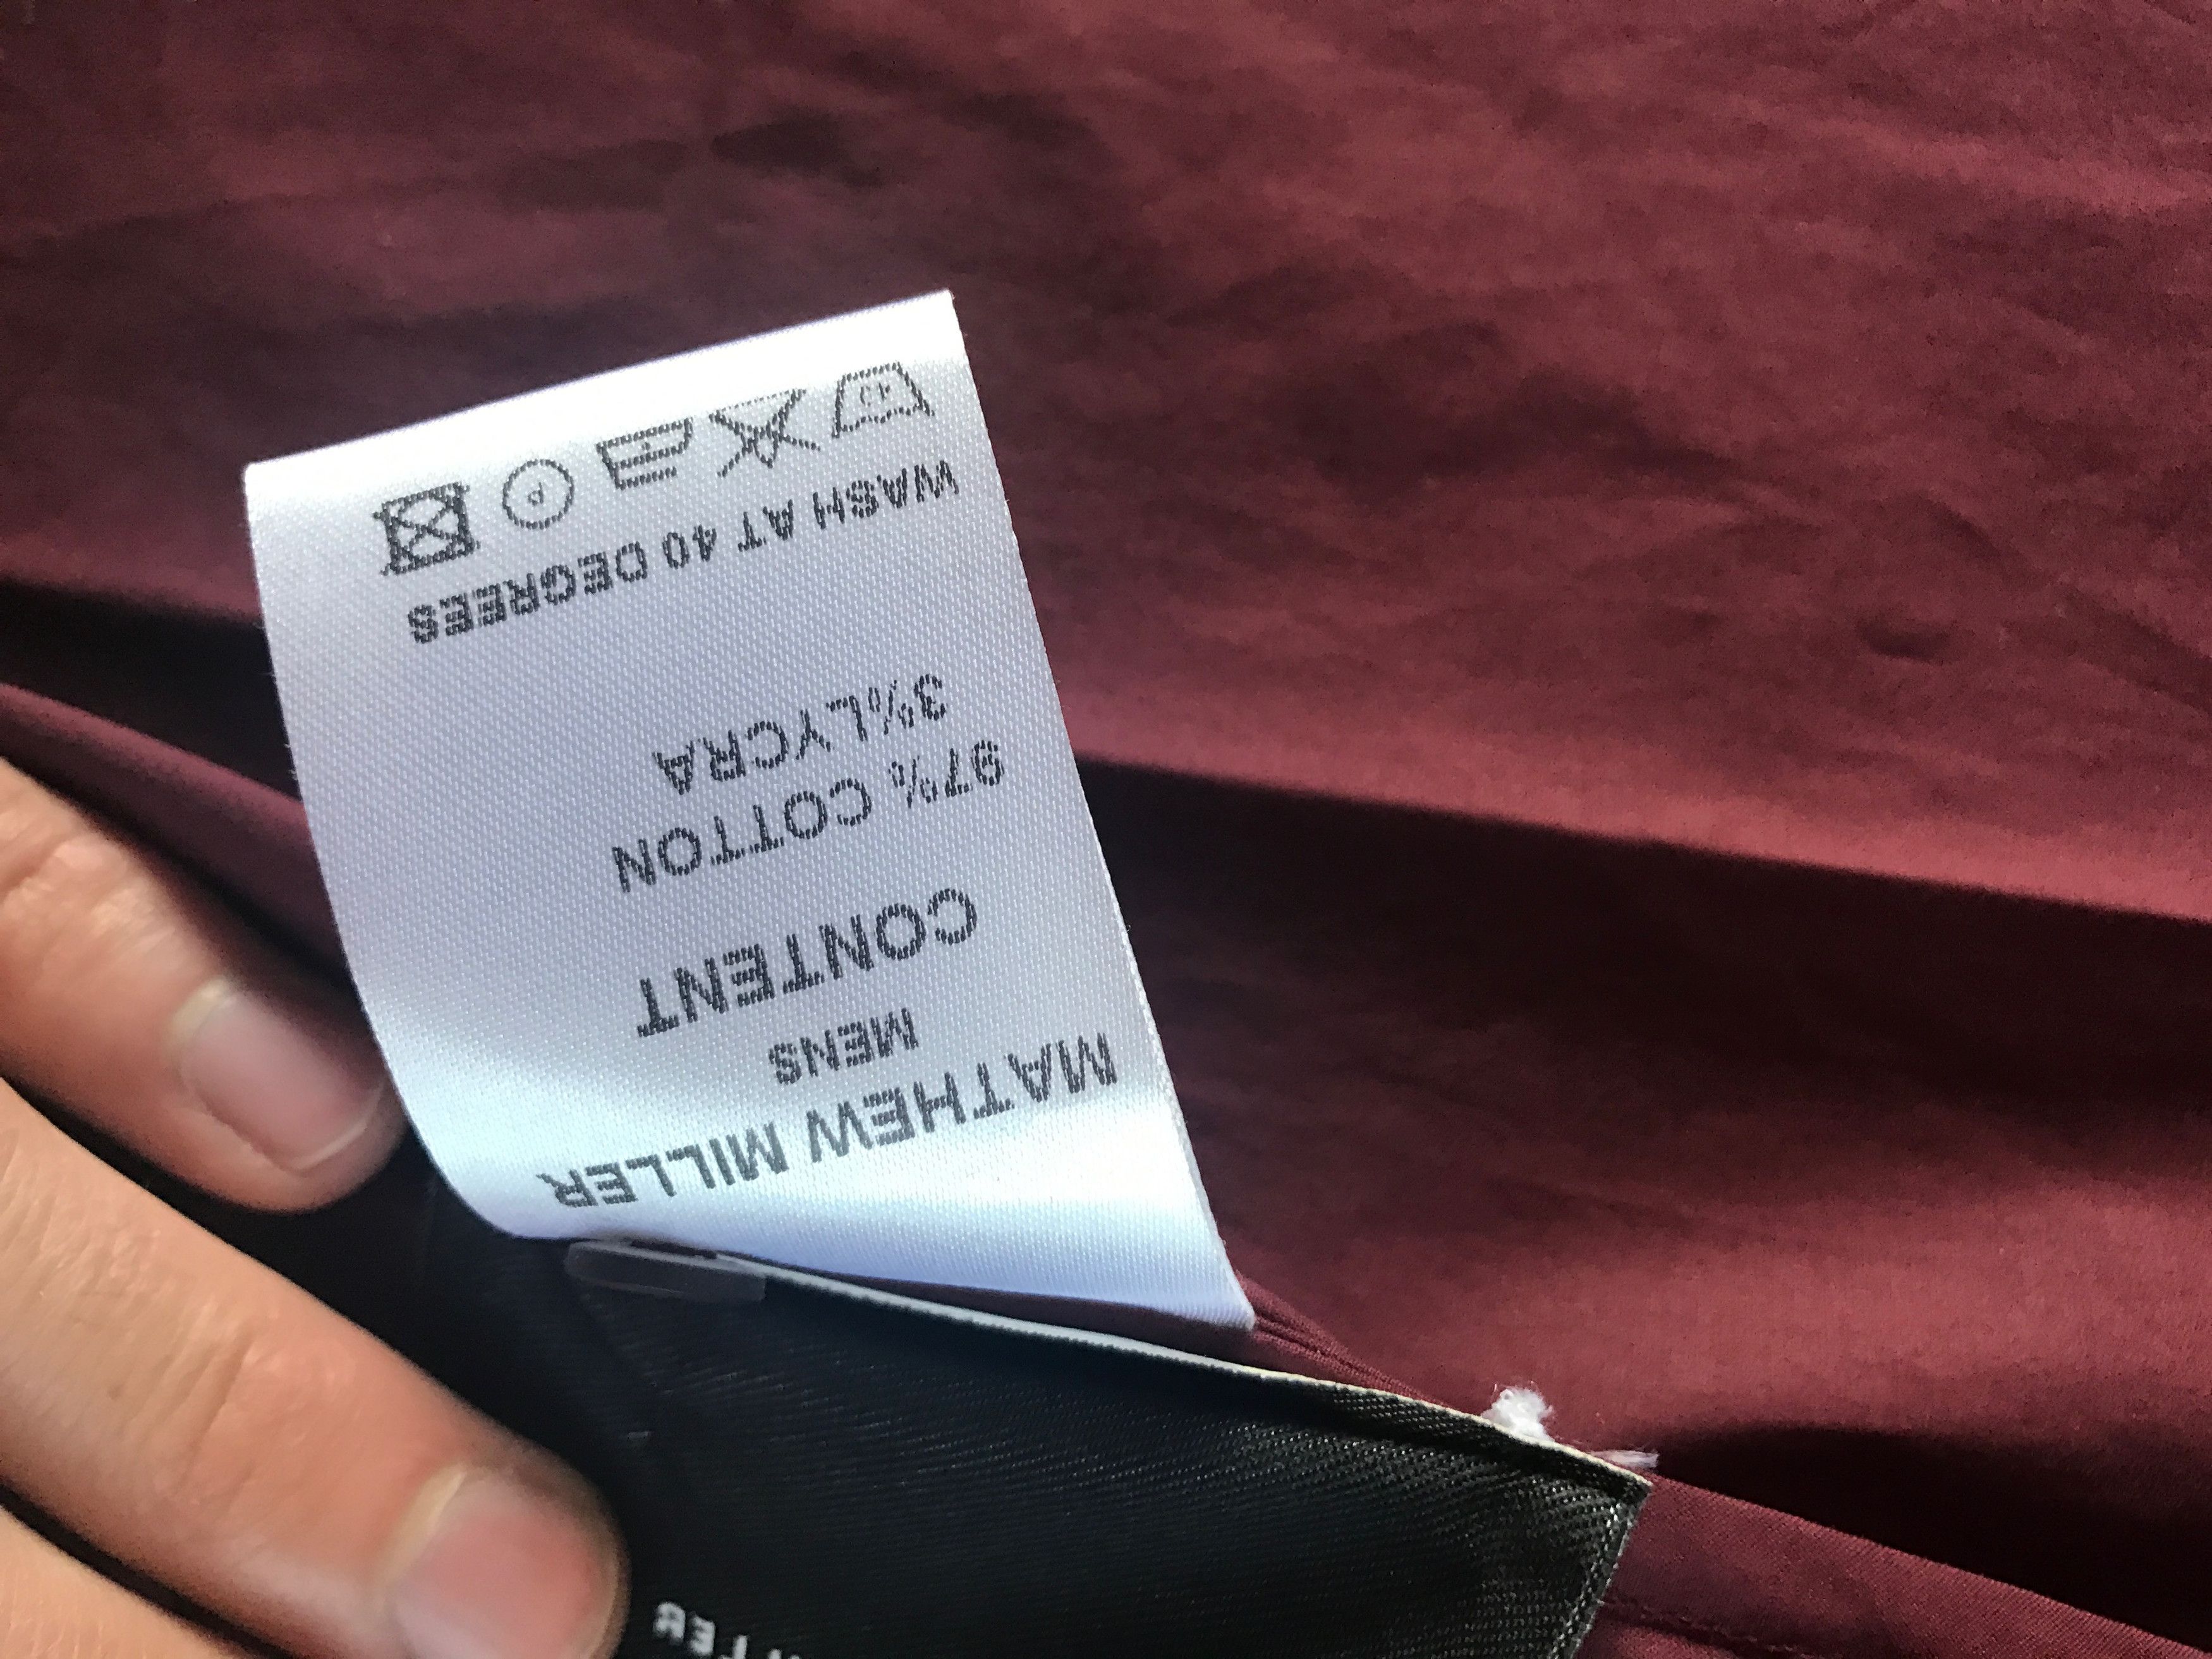 MATHEW MILLER
MENS
CONTENT
97% COTTON
3%LYCRA
WASH AT 40 DEGREES
P